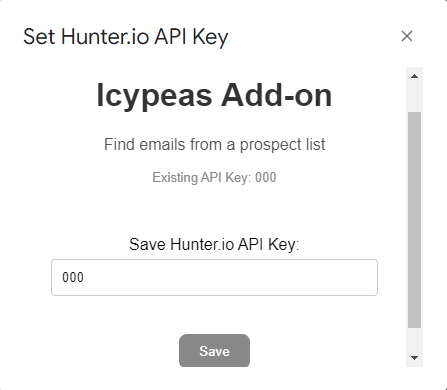 Set Hunter.io API Key
Icypeas Add-on
Find emails from a prospect list
Existing API Key: 000
Save Hunter.io API Key:
000
Save